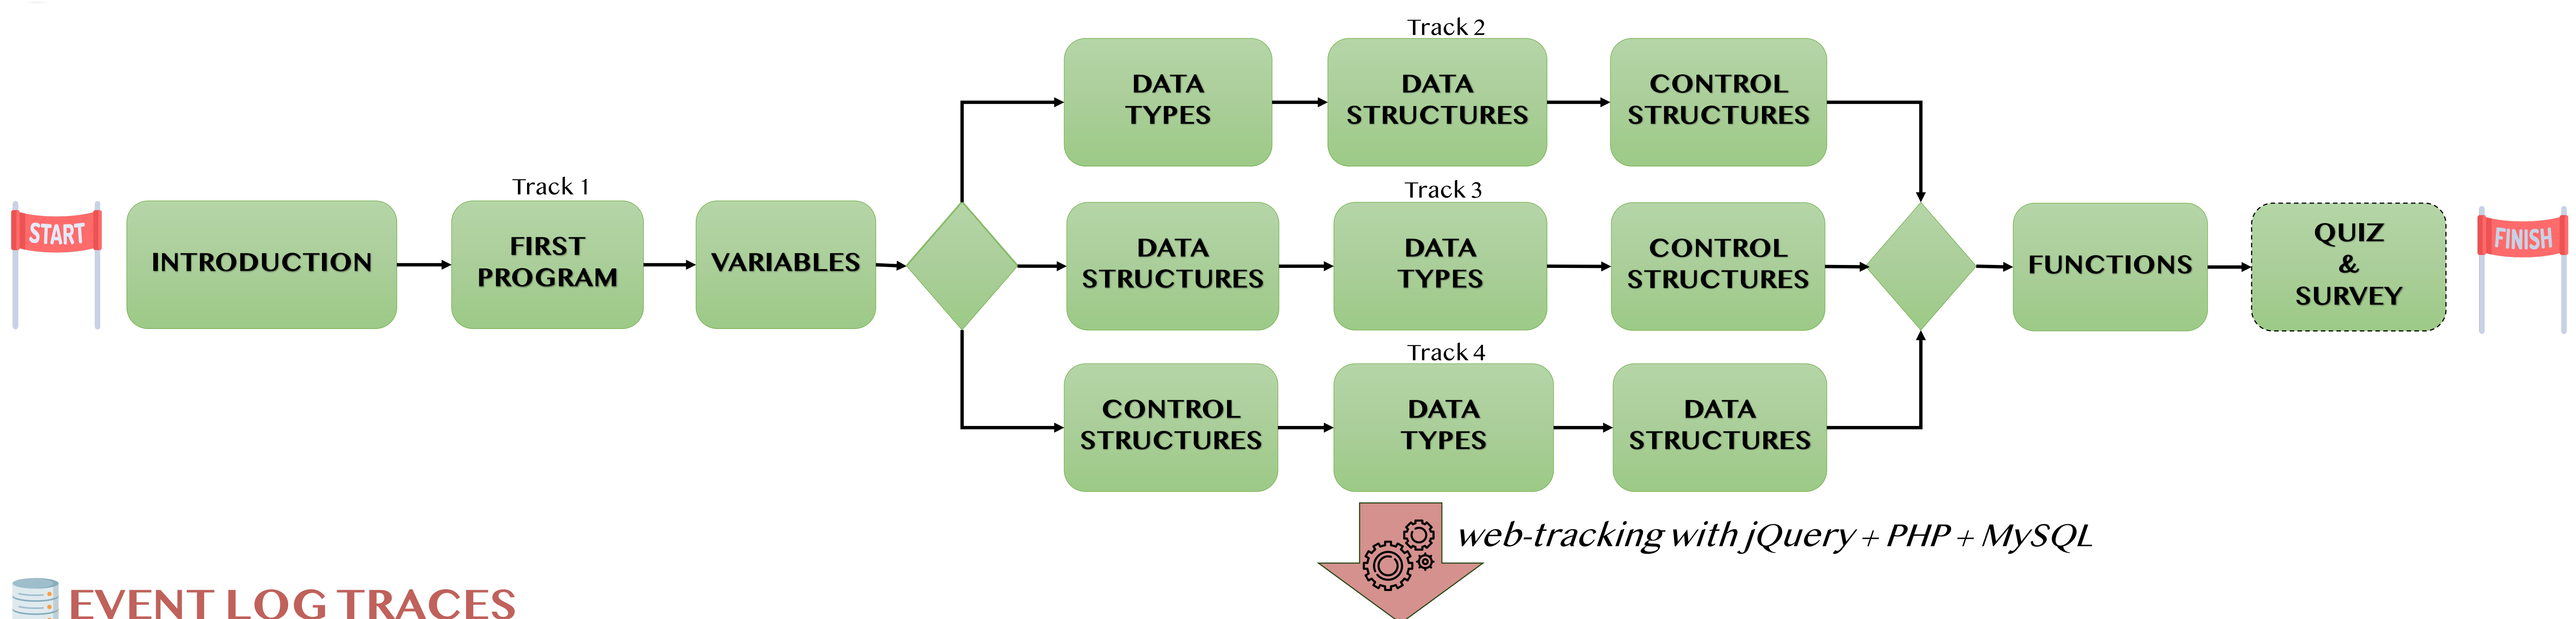 START
INTRODUCTION
Track 1
FIRST
PROGRAM
VARIABLES
Track 2
DATA
TYPES
DATA
STRUCTURES
CONTROL
STRUCTURES
Track 3
DATA
STRUCTURES
DATA
TYPES
CONTROL
STRUCTURES
Track 4
CONTROL
STRUCTURES
DATA
TYPES
DATA
STRUCTURES
FUNCTIONS
QUIZ
&
SURVEY
FINISH
web-tracking with jQuery + PHP + MySQL
EVENT LOG TRACES